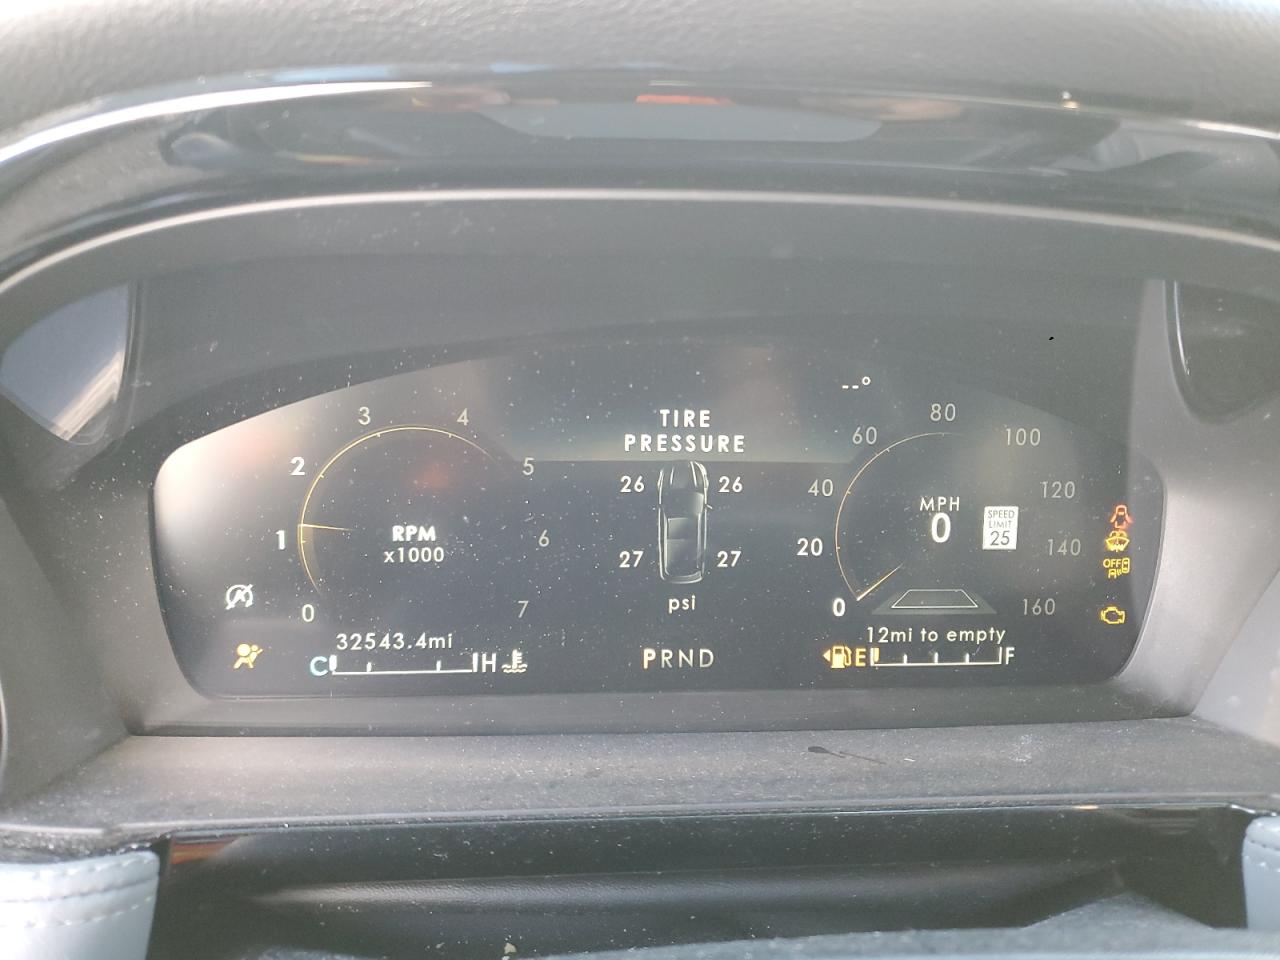 --°
TIRE
PRESSURE
26 26
27 27
psi
PRND
0 1 2 3 4 5 6 7
RPM
x1000
32543.4mi
C H
0 20 40 60 80 100 120 140 160
MPH
0
SPEED
LIMIT
25
12mi to empty
E F
OFF